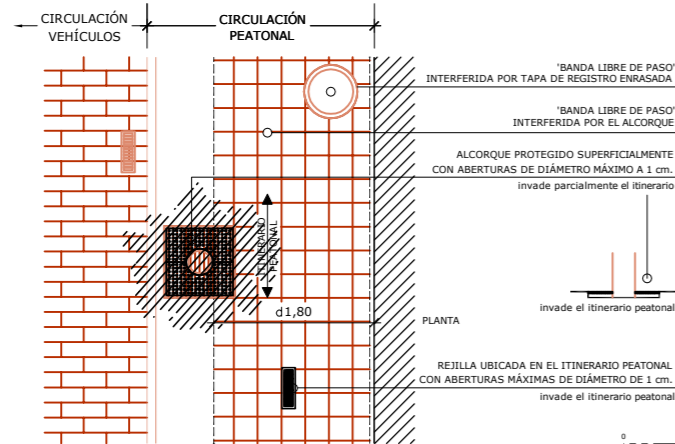 CIRCULACIÓN
VEHÍCULOS
CIRCULACIÓN
PEATONAL
'BANDA LIBRE DE PASO'
INTERFERIDA POR TAPA DE REGISTRO ENRASADA
'BANDA LIBRE DE PASO'
INTERFERIDA POR EL ALCORQUE
ALCORQUE PROTEGIDO SUPERFICIALMENTE
CON ABERTURAS DE DIÁMETRO MÁXIMO A 1 cm.
invade parcialmente el itinerario
ITINERARIO
PEATONAL
invade el itinerario peatonal
d1,80
PLANTA
REJILLA UBICADA EN EL ITINERARIO PEATONAL
CON ABERTURAS MÁXIMAS DE DIÁMETRO DE 1 cm.
invade el itinerario peatonal
0